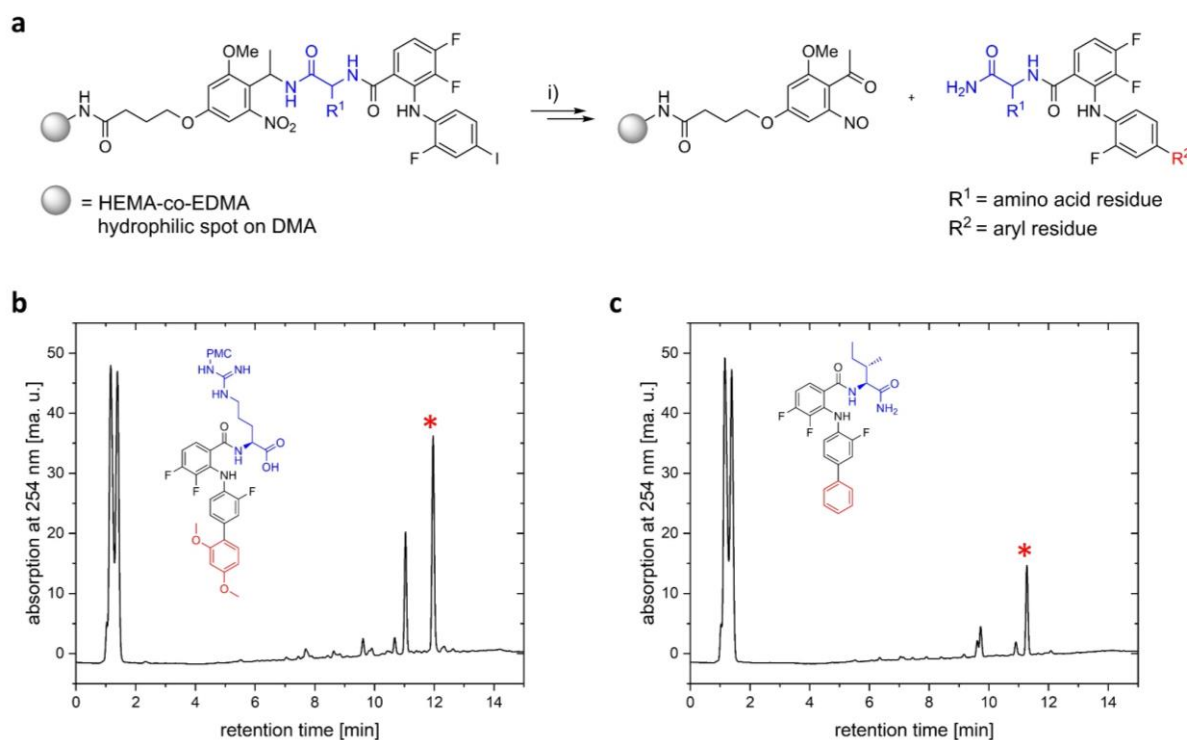 a
OMe
O
H
N
N
H
R1
O
F
F
HN
F
I
NO2
O
H
N
O
i)
OMe
O
NO
O
H
N
O
+
H2N
O
H
N
R1
O
F
F
HN
F
R2
= HEMA-co-EDMA
hydrophilic spot on DMA
R1 = amino acid residue
R2 = aryl residue
b
absorption at 254 nm [ma. u.]
50
40
30
20
10
0
0 2 4 6 8 10 12 14
retention time [min]
PMC
HN
NH
HN
O
N
H
O
OH
NH
F
F
F
O
O
*
c
absorption at 254 nm [ma. u.]
50
40
30
20
10
0
0 2 4 6 8 10 12 14
retention time [min]
O
N
H
O
NH2
F
F
NH
F
*